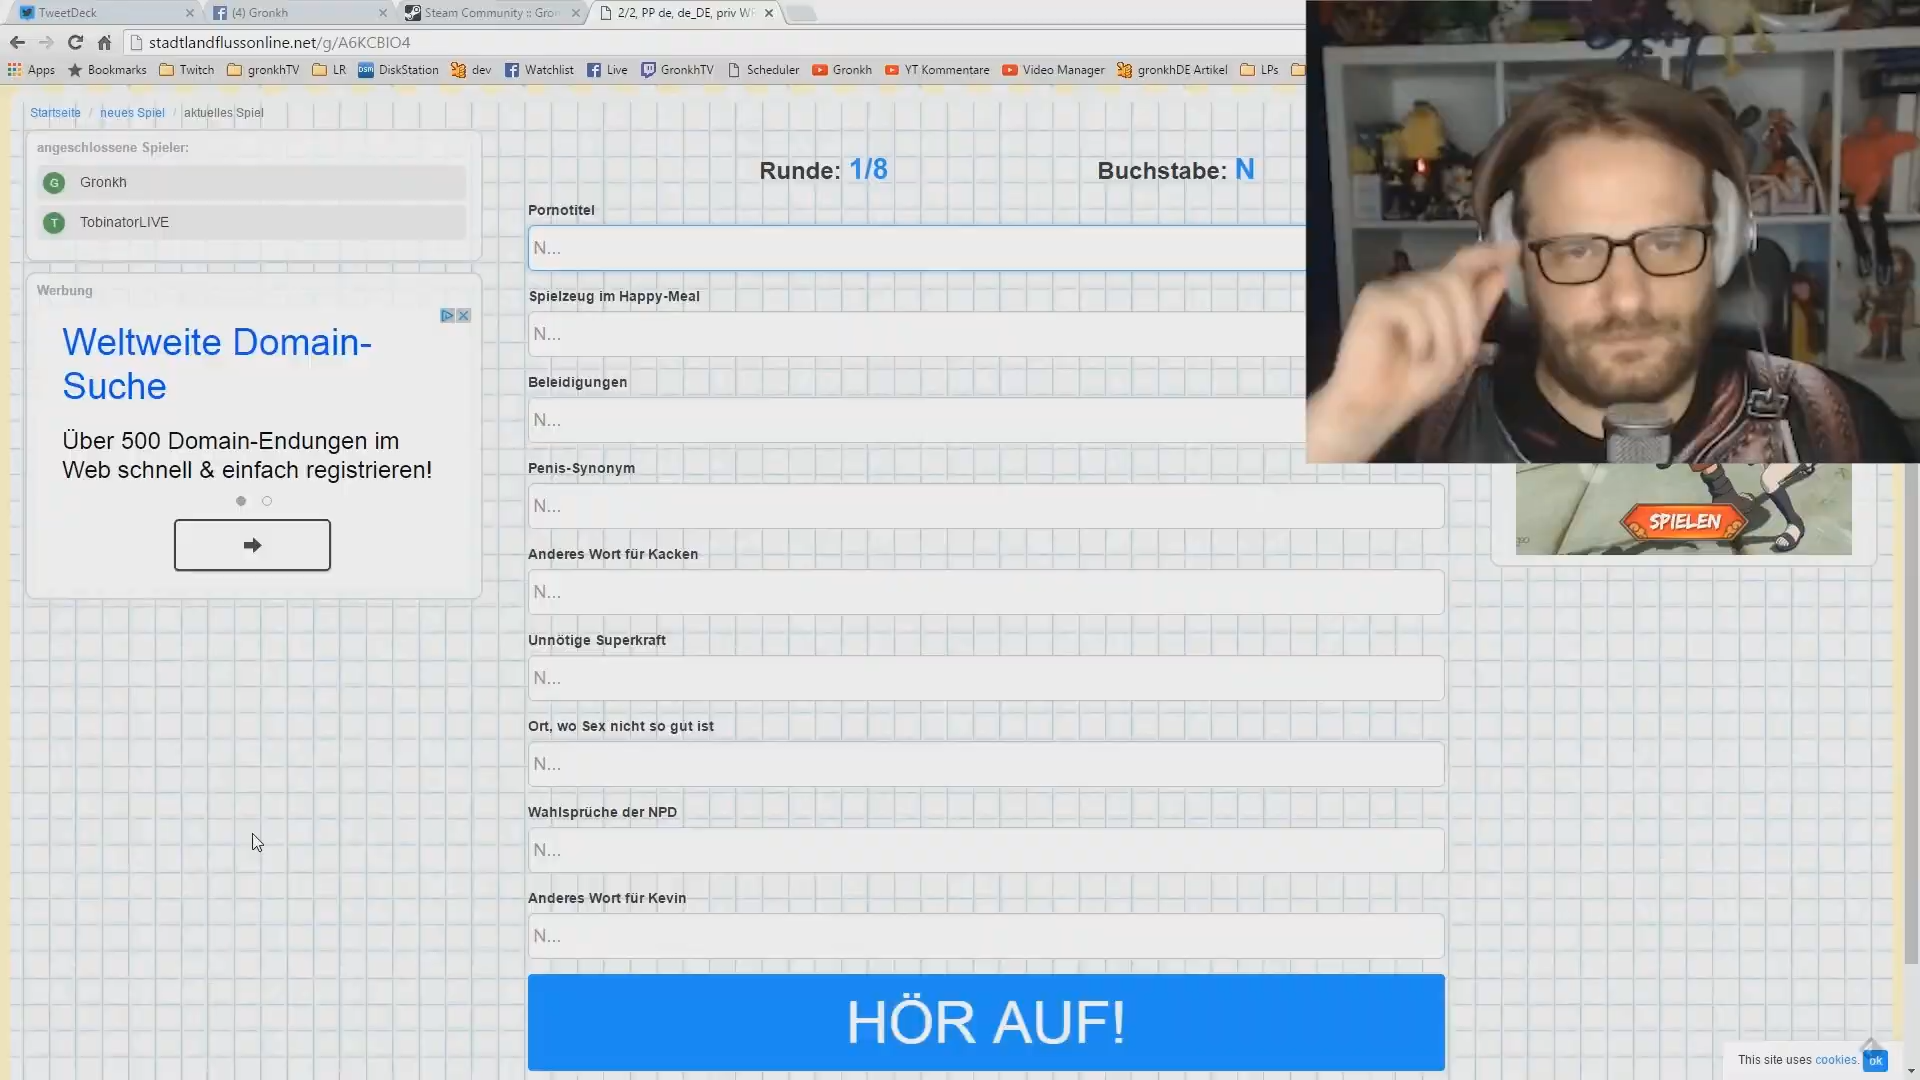 TweetDeck
(4) Gronkh
Steam Community :: Gron
2/2, PP de, de_DE, priv
stadtlandflussonline.net/g/A6KCBIO4
Apps Bookmarks Twitch gronkhTV LR DiskStation dev Watchlist Live GronkhTV Scheduler Gronkh YT Kommentare Video Manager gronkhDE Artikel LPs
Startseite / neues Spiel / aktuelles Spiel
angeschlossene Spieler:
G Gronkh
T TobinatorLIVE
Werbung
Weltweite Domain-
Suche
Über 500 Domain-Endungen im
Web schnell & einfach registrieren!
Runde: 1/8
Buchstabe: N
Pornotitel
N...
Spielzeug im Happy-Meal
N...
Beleidigungen
N...
Penis-Synonym
N...
Anderes Wort für Kacken
N...
Unnötige Superkraft
N...
Ort, wo Sex nicht so gut ist
N...
Wahlsprüche der NPD
N...
Anderes Wort für Kevin
N...
HÖR AUF!
SPIELEN
This site uses cookies. ok